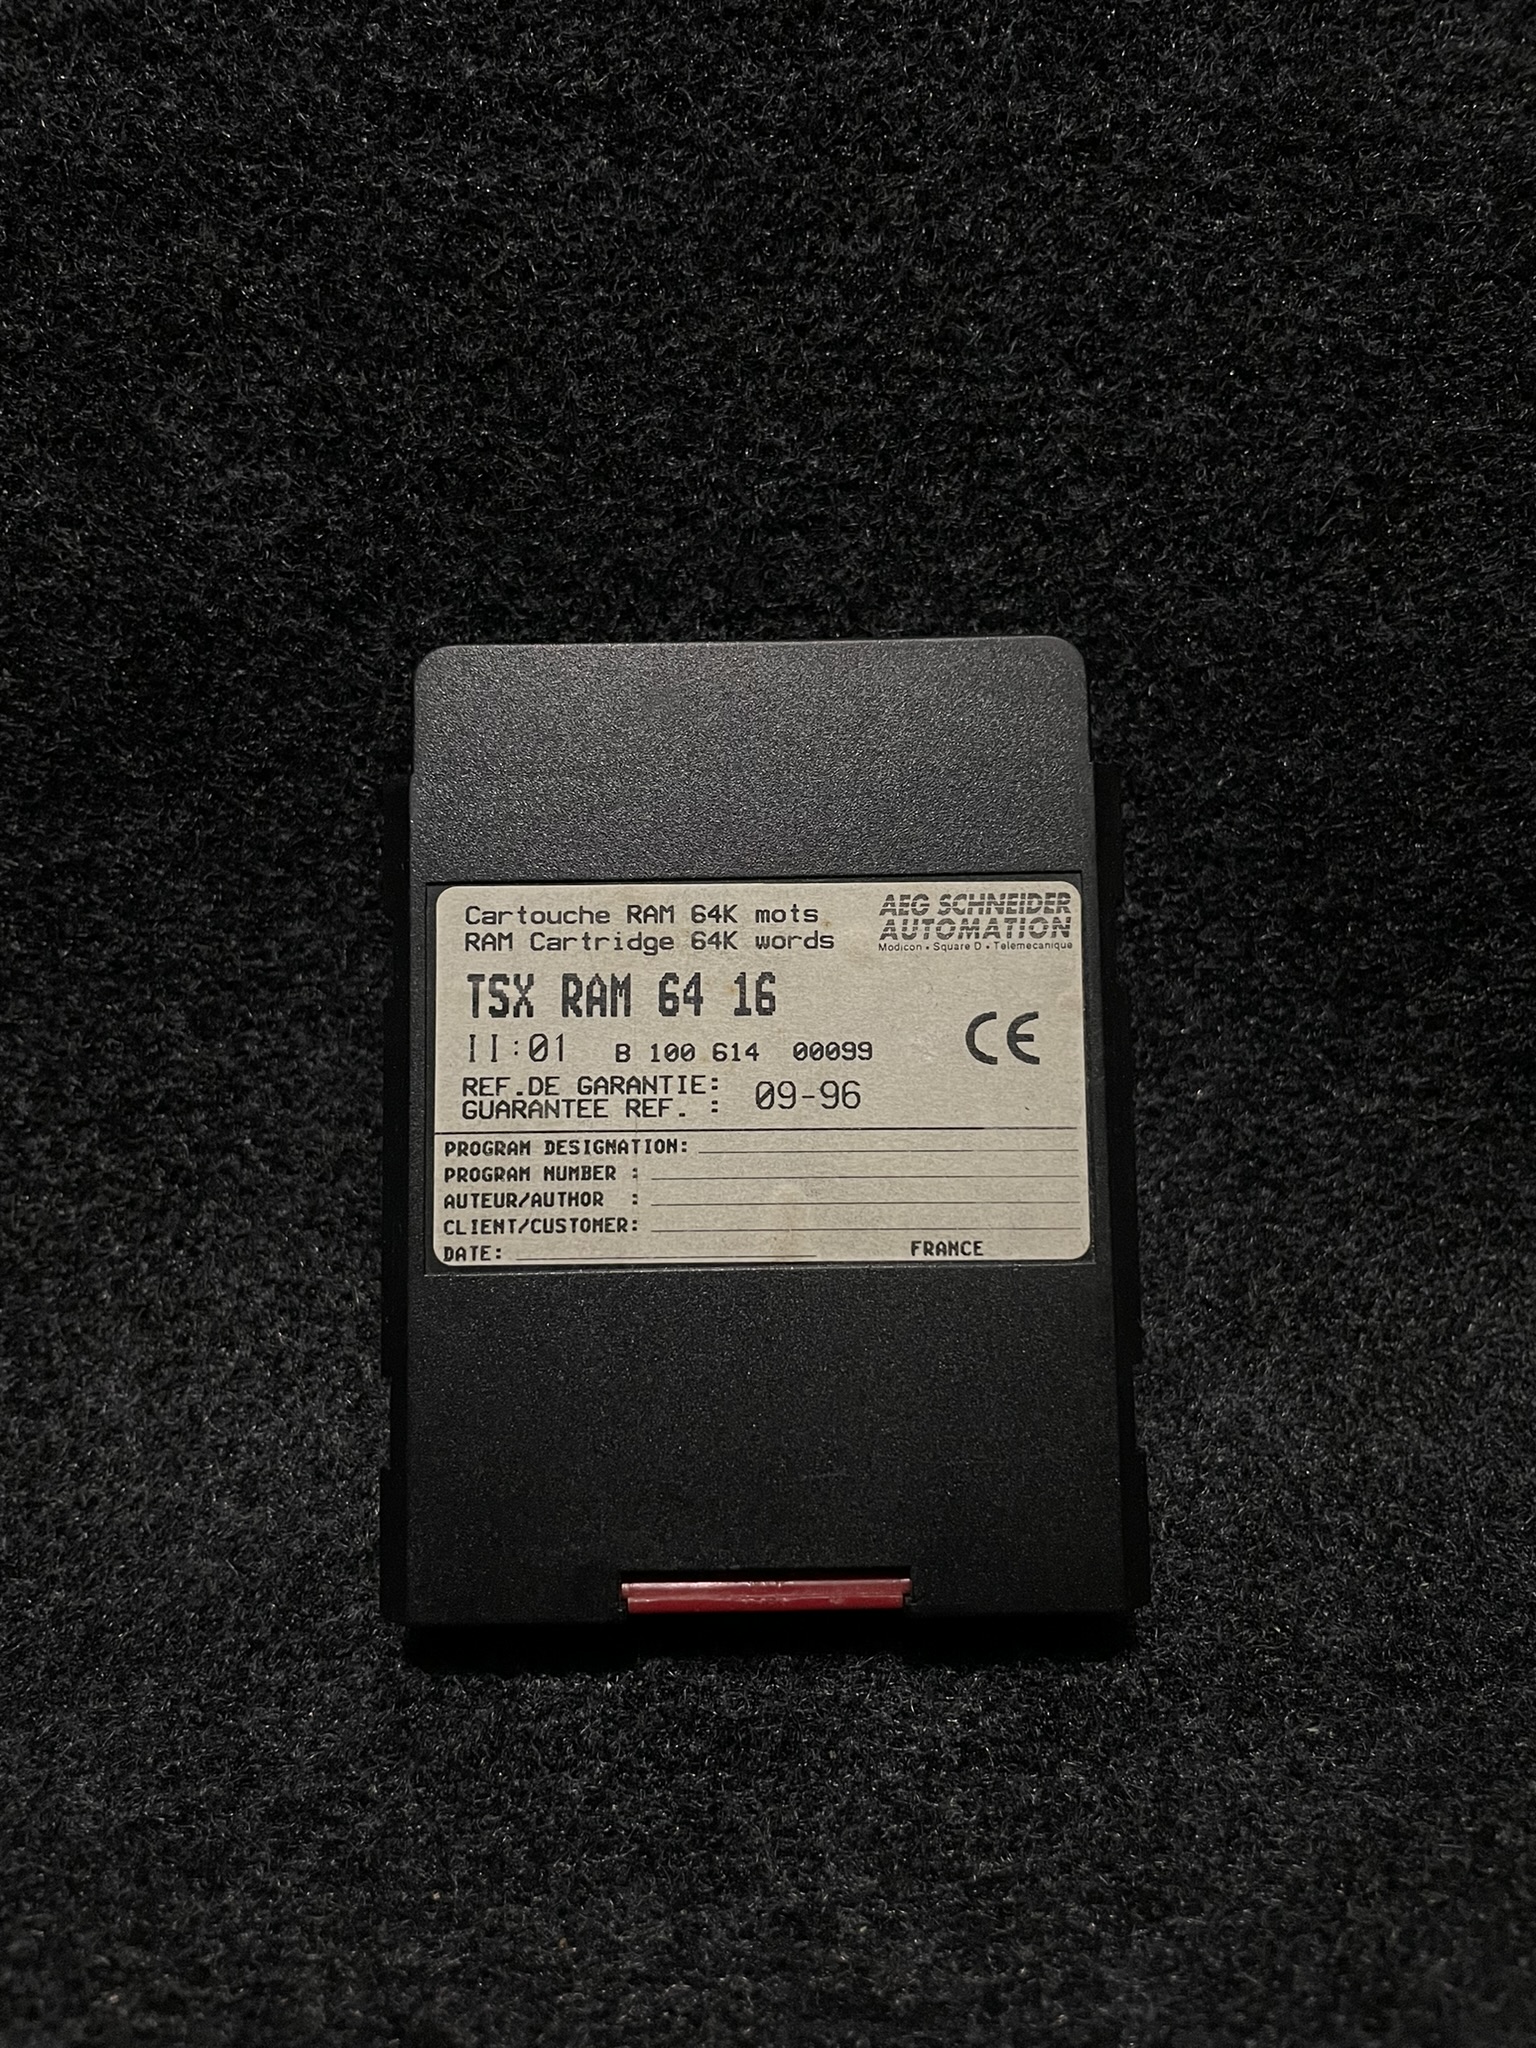 Cartouche RAM 64K mots
RAM Cartridge 64K words
AEG SCHNEIDER
AUTOMATION
Modicon • Square D • Telemecanique
TSX RAM 64 16
II:01 B 100 614 00099
CE
REF.DE GARANTIE:
GUARANTEE REF. : 09-96
PROGRAM DESIGNATION:
PROGRAM NUMBER :
AUTEUR/AUTHOR :
CLIENT/CUSTOMER:
DATE: FRANCE